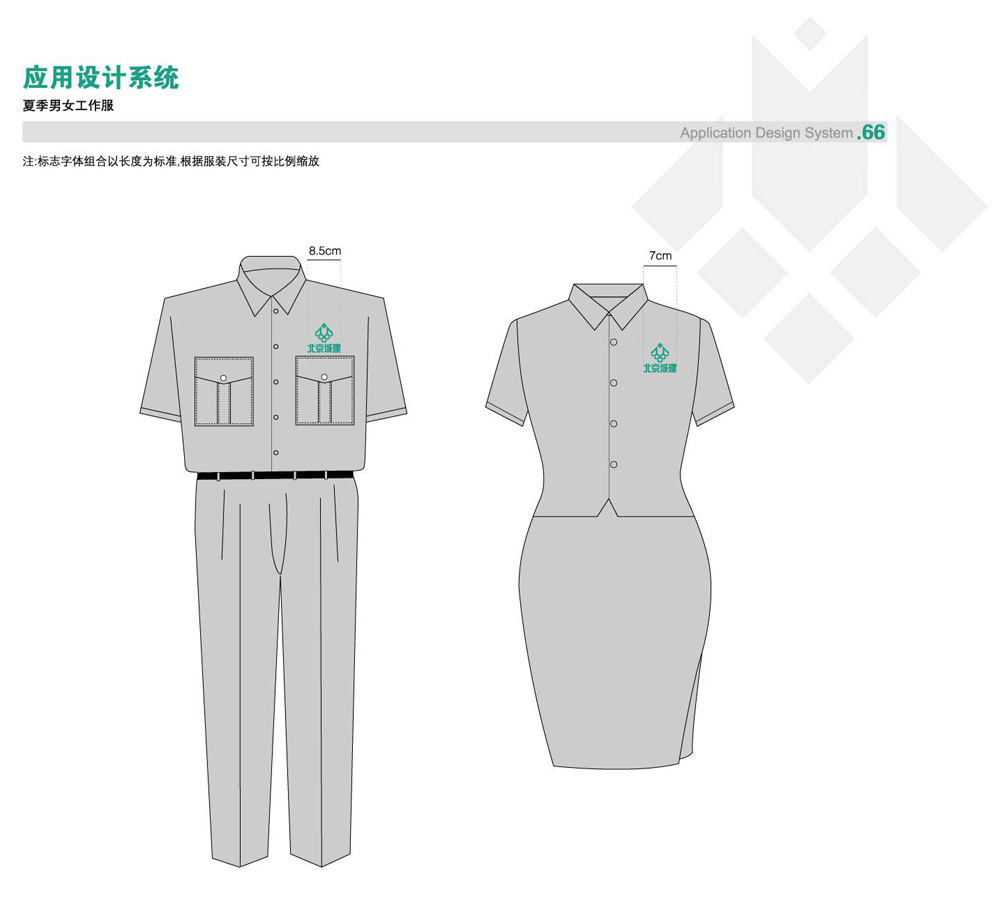 应用设计系统
夏季男女工作服
Application Design System .66
注:标志字体组合以长度为标准,根据服装尺寸可按比例缩放
8.5cm
7cm
北京城建
北京城建